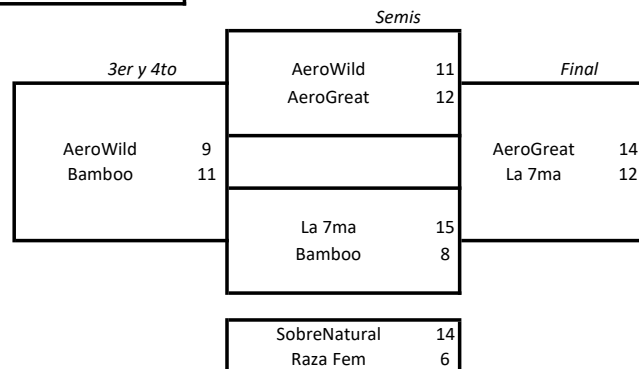 Semis
3er y 4to
AeroWild 11
Final
AeroGreat 12
AeroWild 9
AeroGreat 14
Bamboo 11
La 7ma 12
La 7ma 15
Bamboo 8
SobreNatural 14
Raza Fem 6